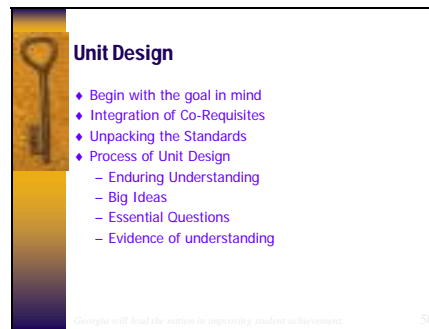 Unit Design
♦ Begin with the goal in mind
♦ Integration of Co-Requisites
♦ Unpacking the Standards
♦ Process of Unit Design
– Enduring Understanding
– Big Ideas
– Essential Questions
– Evidence of understanding
Georgia will lead the nation in improving student achievement.